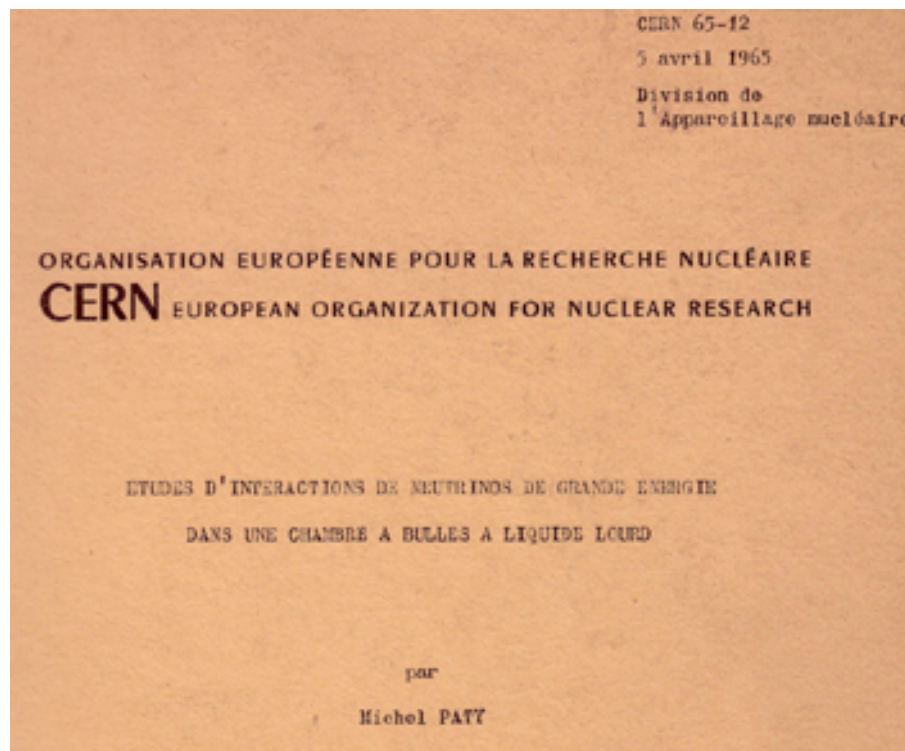 CERN 65-12
5 avril 1965
Division de
l'Appareillage nucléaire
ORGANISATION EUROPÉENNE POUR LA RECHERCHE NUCLÉAIRE
CERN EUROPEAN ORGANIZATION FOR NUCLEAR RESEARCH
ETUDES D'INTERACTIONS DE NEUTRINOS DE GRANDE ENERGIE
DANS UNE CHAMBRE A BULLES A LIQUIDE LOURD
par
Michel PATY